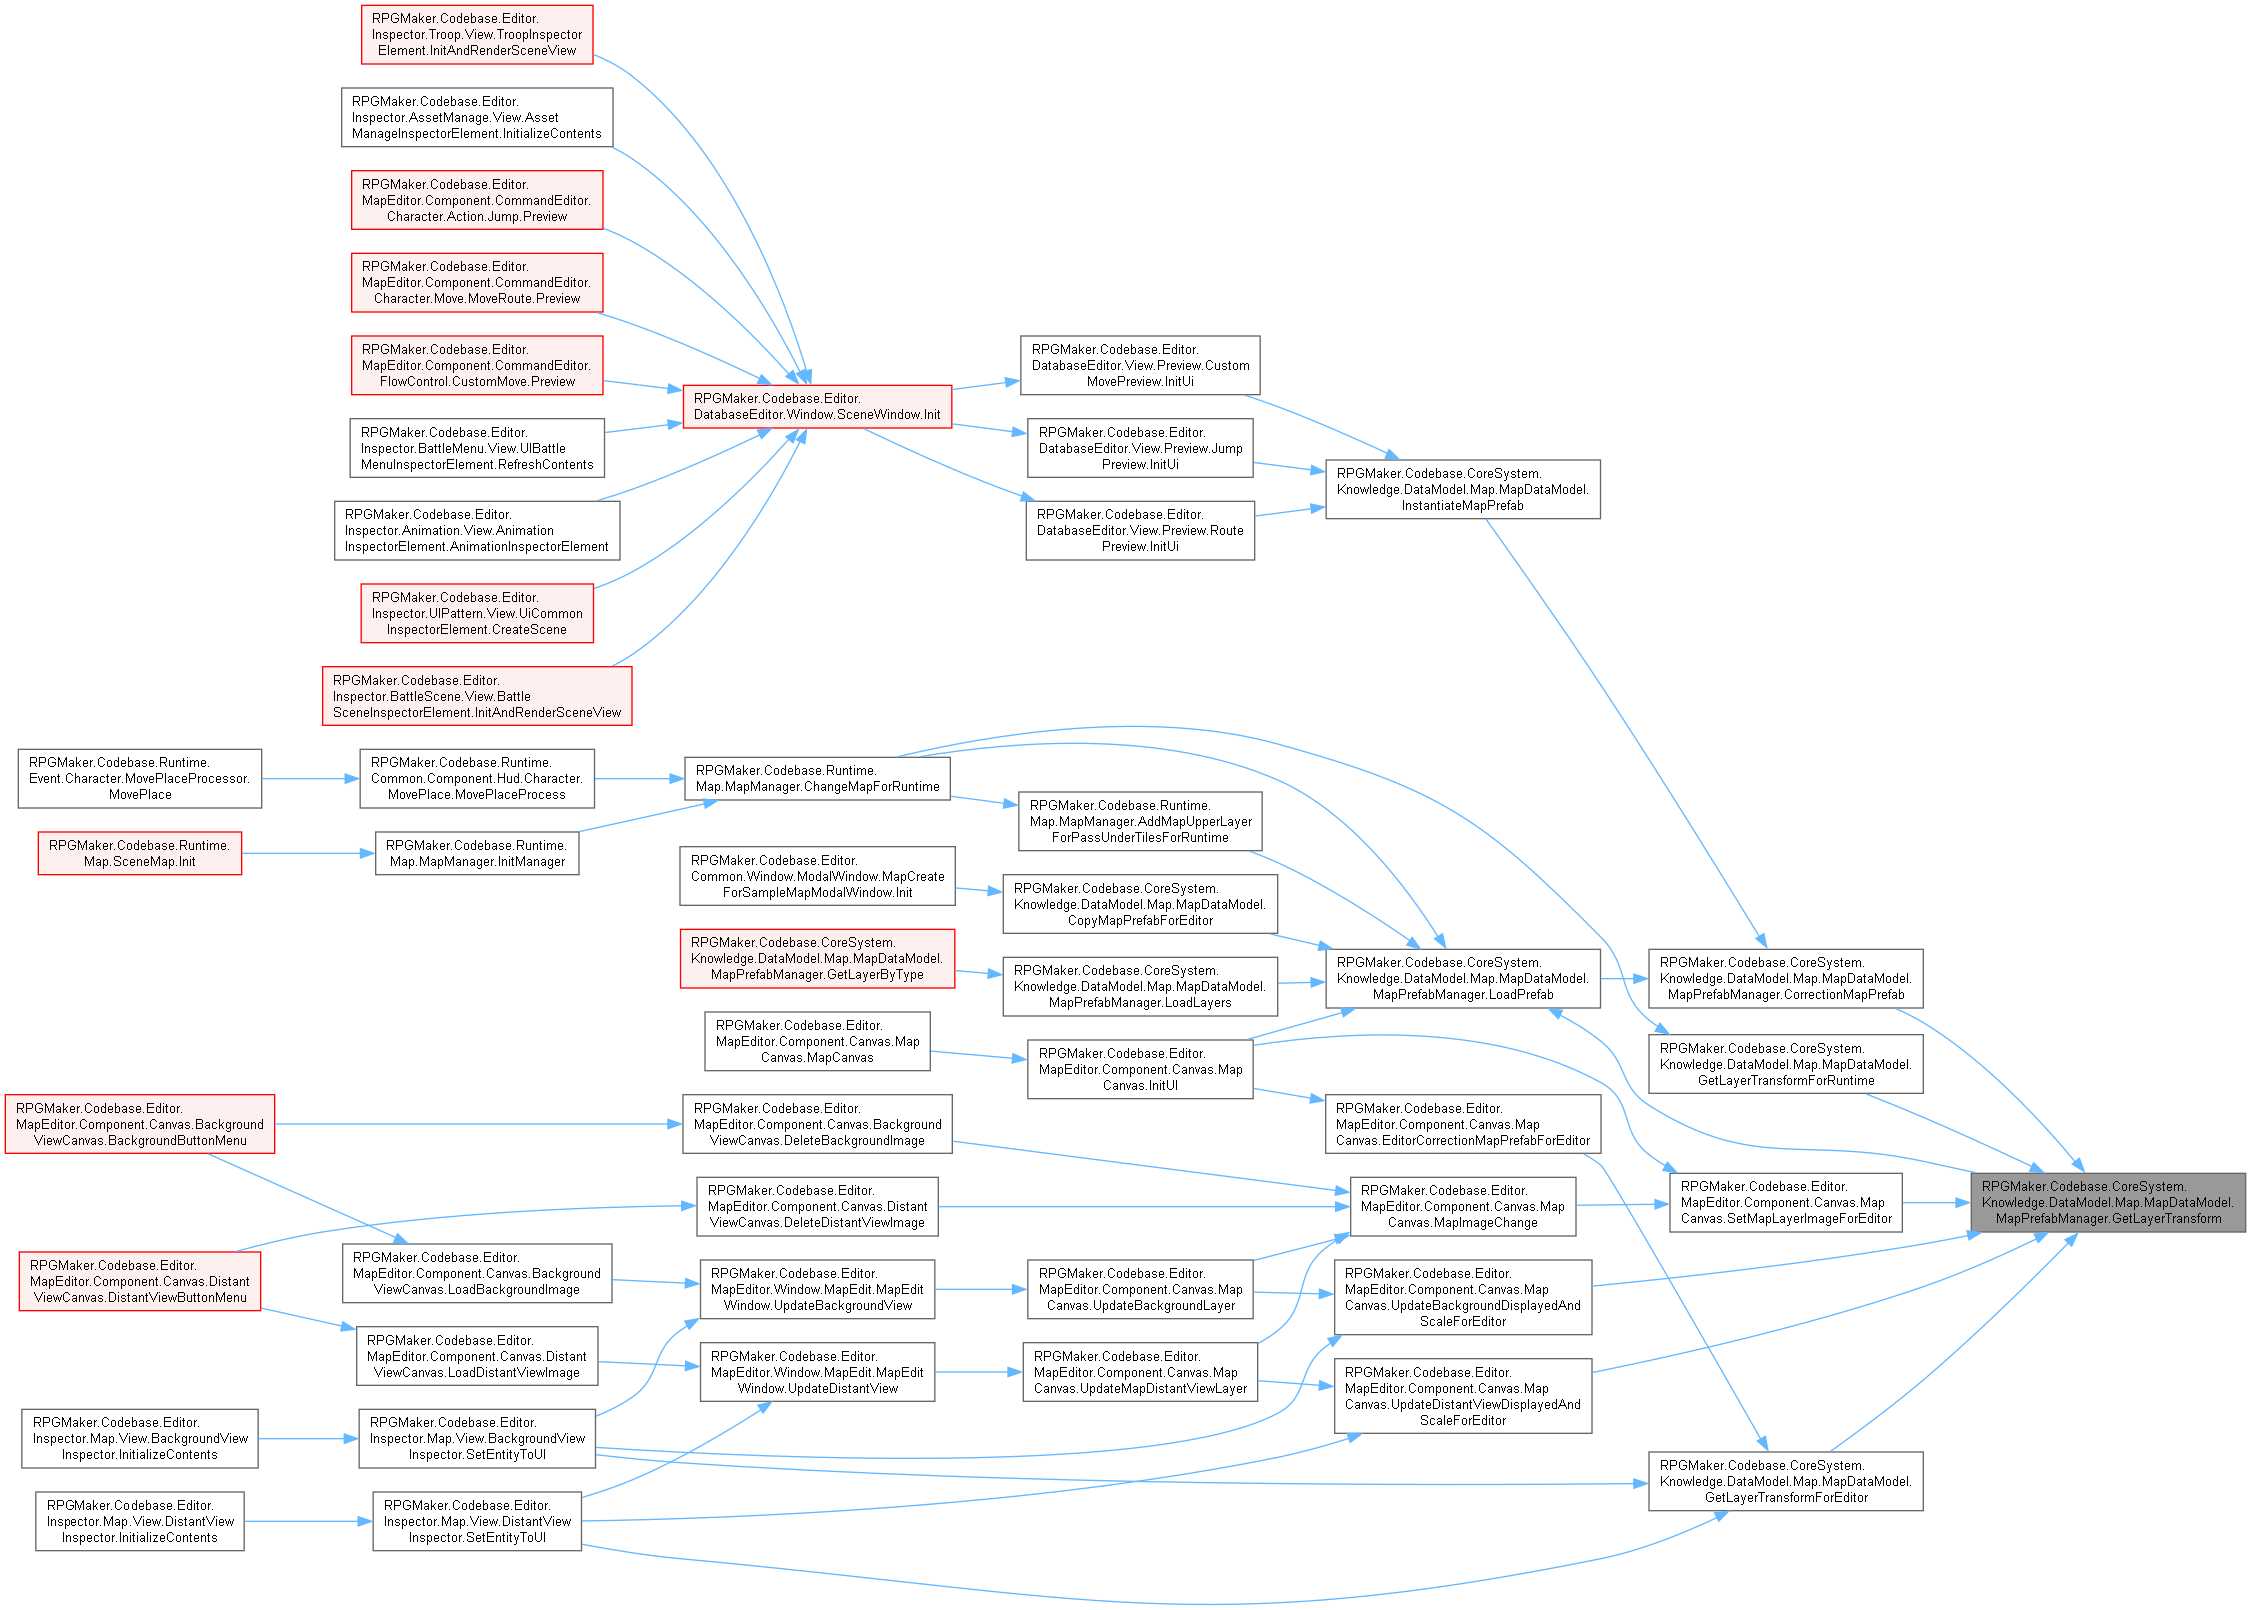 RPGMaker.Codebase.Editor.
Inspector.Troop.View.TroopInspector
Element.InitAndRenderSceneView
RPGMaker.Codebase.Editor.
Inspector.AssetManage.View.Asset
ManageInspectorElement.InitializeContents
RPGMaker.Codebase.Editor.
MapEditor.Component.CommandEditor.
Character.Action.Jump.Preview
RPGMaker.Codebase.Editor.
MapEditor.Component.CommandEditor.
Character.Move.MoveRoute.Preview
RPGMaker.Codebase.Editor.
MapEditor.Component.CommandEditor.
FlowControl.CustomMove.Preview
RPGMaker.Codebase.Editor.
Inspector.BattleMenu.View.UIBattle
MenuInspectorElement.RefreshContents
RPGMaker.Codebase.Editor.
Inspector.Animation.View.Animation
InspectorElement.AnimationInspectorElement
RPGMaker.Codebase.Editor.
Inspector.UIPattern.View.UiCommon
InspectorElement.CreateScene
RPGMaker.Codebase.Editor.
Inspector.BattleScene.View.Battle
SceneInspectorElement.InitAndRenderSceneView
RPGMaker.Codebase.Editor.
DatabaseEditor.Window.SceneWindow.Init
RPGMaker.Codebase.Editor.
DatabaseEditor.View.Preview.Custom
MovePreview.InitUi
RPGMaker.Codebase.Editor.
DatabaseEditor.View.Preview.Jump
Preview.InitUi
RPGMaker.Codebase.Editor.
DatabaseEditor.View.Preview.Route
Preview.InitUi
RPGMaker.Codebase.CoreSystem.
Knowledge.DataModel.Map.MapDataModel.
InstantiateMapPrefab
RPGMaker.Codebase.Runtime.
Event.Character.MovePlaceProcessor.
MovePlace
RPGMaker.Codebase.Runtime.
Common.Component.Hud.Character.
MovePlace.MovePlaceProcess
RPGMaker.Codebase.Runtime.
Map.MapManager.ChangeMapForRuntime
RPGMaker.Codebase.Runtime.
Map.MapManager.AddMapUpperLayer
ForPassUnderTilesForRuntime
RPGMaker.Codebase.Runtime.
Map.SceneMap.Init
RPGMaker.Codebase.Runtime.
Map.MapManager.InitManager
RPGMaker.Codebase.Editor.
Common.Window.ModalWindow.MapCreate
ForSampleMapModalWindow.Init
RPGMaker.Codebase.CoreSystem.
Knowledge.DataModel.Map.MapDataModel.
CopyMapPrefabForEditor
RPGMaker.Codebase.CoreSystem.
Knowledge.DataModel.Map.MapDataModel.
MapPrefabManager.GetLayerByType
RPGMaker.Codebase.CoreSystem.
Knowledge.DataModel.Map.MapDataModel.
MapPrefabManager.LoadLayers
RPGMaker.Codebase.CoreSystem.
Knowledge.DataModel.Map.MapDataModel.
MapPrefabManager.LoadPrefab
RPGMaker.Codebase.CoreSystem.
Knowledge.DataModel.Map.MapDataModel.
MapPrefabManager.CorrectionMapPrefab
RPGMaker.Codebase.Editor.
MapEditor.Component.Canvas.Map
Canvas.MapCanvas
RPGMaker.Codebase.Editor.
MapEditor.Component.Canvas.Map
Canvas.InitUI
RPGMaker.Codebase.CoreSystem.
Knowledge.DataModel.Map.MapDataModel.
GetLayerTransformForRuntime
RPGMaker.Codebase.Editor.
MapEditor.Component.Canvas.Background
ViewCanvas.BackgroundButtonMenu
RPGMaker.Codebase.Editor.
MapEditor.Component.Canvas.Background
ViewCanvas.DeleteBackgroundImage
RPGMaker.Codebase.Editor.
MapEditor.Component.Canvas.Map
Canvas.EditorCorrectionMapPrefabForEditor
RPGMaker.Codebase.Editor.
MapEditor.Component.Canvas.Distant
ViewCanvas.DeleteDistantViewImage
RPGMaker.Codebase.Editor.
MapEditor.Component.Canvas.Map
Canvas.MapImageChange
RPGMaker.Codebase.Editor.
MapEditor.Component.Canvas.Map
Canvas.SetMapLayerImageForEditor
RPGMaker.Codebase.CoreSystem.
Knowledge.DataModel.Map.MapDataModel.
MapPrefabManager.GetLayerTransform
RPGMaker.Codebase.Editor.
MapEditor.Component.Canvas.Distant
ViewCanvas.DistantViewButtonMenu
RPGMaker.Codebase.Editor.
MapEditor.Component.Canvas.Background
ViewCanvas.LoadBackgroundImage
RPGMaker.Codebase.Editor.
MapEditor.Window.MapEdit.MapEdit
Window.UpdateBackgroundView
RPGMaker.Codebase.Editor.
MapEditor.Component.Canvas.Map
Canvas.UpdateBackgroundLayer
RPGMaker.Codebase.Editor.
MapEditor.Component.Canvas.Map
Canvas.UpdateBackgroundDisplayedAnd
ScaleForEditor
RPGMaker.Codebase.Editor.
MapEditor.Component.Canvas.Distant
ViewCanvas.LoadDistantViewImage
RPGMaker.Codebase.Editor.
MapEditor.Window.MapEdit.MapEdit
Window.UpdateDistantView
RPGMaker.Codebase.Editor.
MapEditor.Component.Canvas.Map
Canvas.UpdateMapDistantViewLayer
RPGMaker.Codebase.Editor.
MapEditor.Component.Canvas.Map
Canvas.UpdateDistantViewDisplayedAnd
ScaleForEditor
RPGMaker.Codebase.Editor.
Inspector.Map.View.BackgroundView
Inspector.InitializeContents
RPGMaker.Codebase.Editor.
Inspector.Map.View.BackgroundView
Inspector.SetEntityToUI
RPGMaker.Codebase.CoreSystem.
Knowledge.DataModel.Map.MapDataModel.
GetLayerTransformForEditor
RPGMaker.Codebase.Editor.
Inspector.Map.View.DistantView
Inspector.InitializeContents
RPGMaker.Codebase.Editor.
Inspector.Map.View.DistantView
Inspector.SetEntityToUI